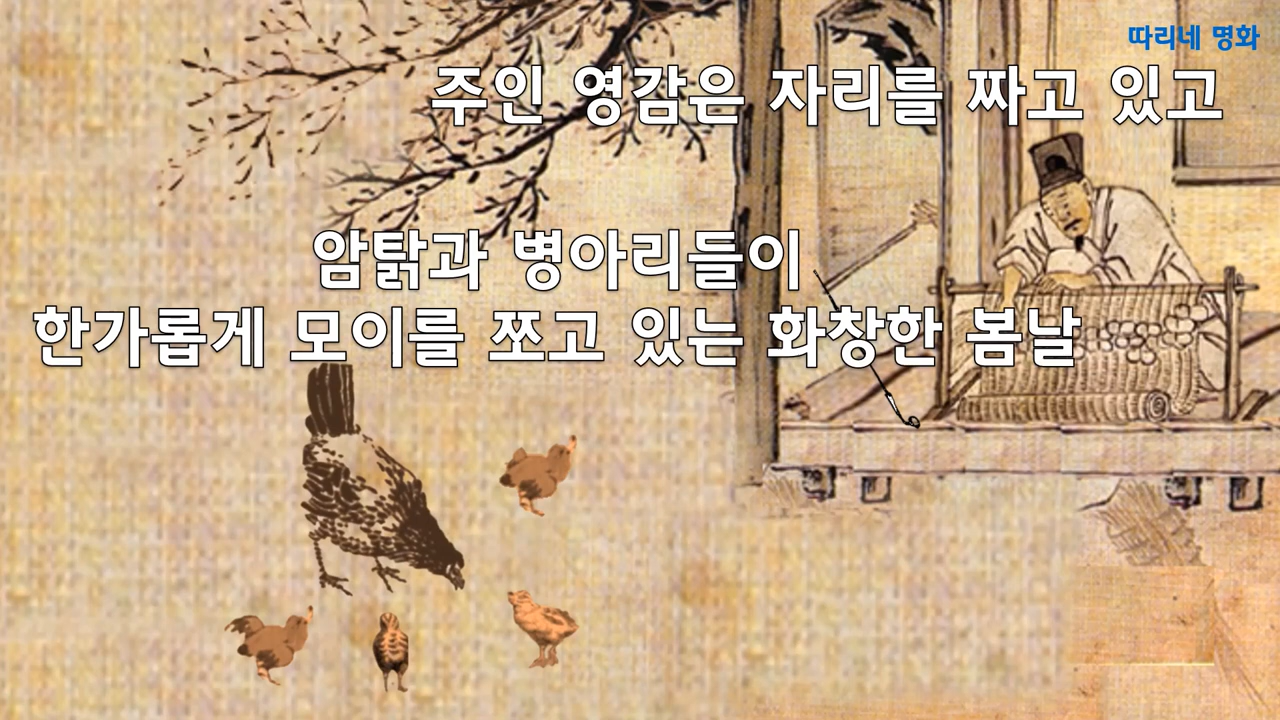 따리네 명화
주인 영감은 자리를 짜고 있고
암탉과 병아리들이
한가롭게 모이를 쪼고 있는 화창한 봄날